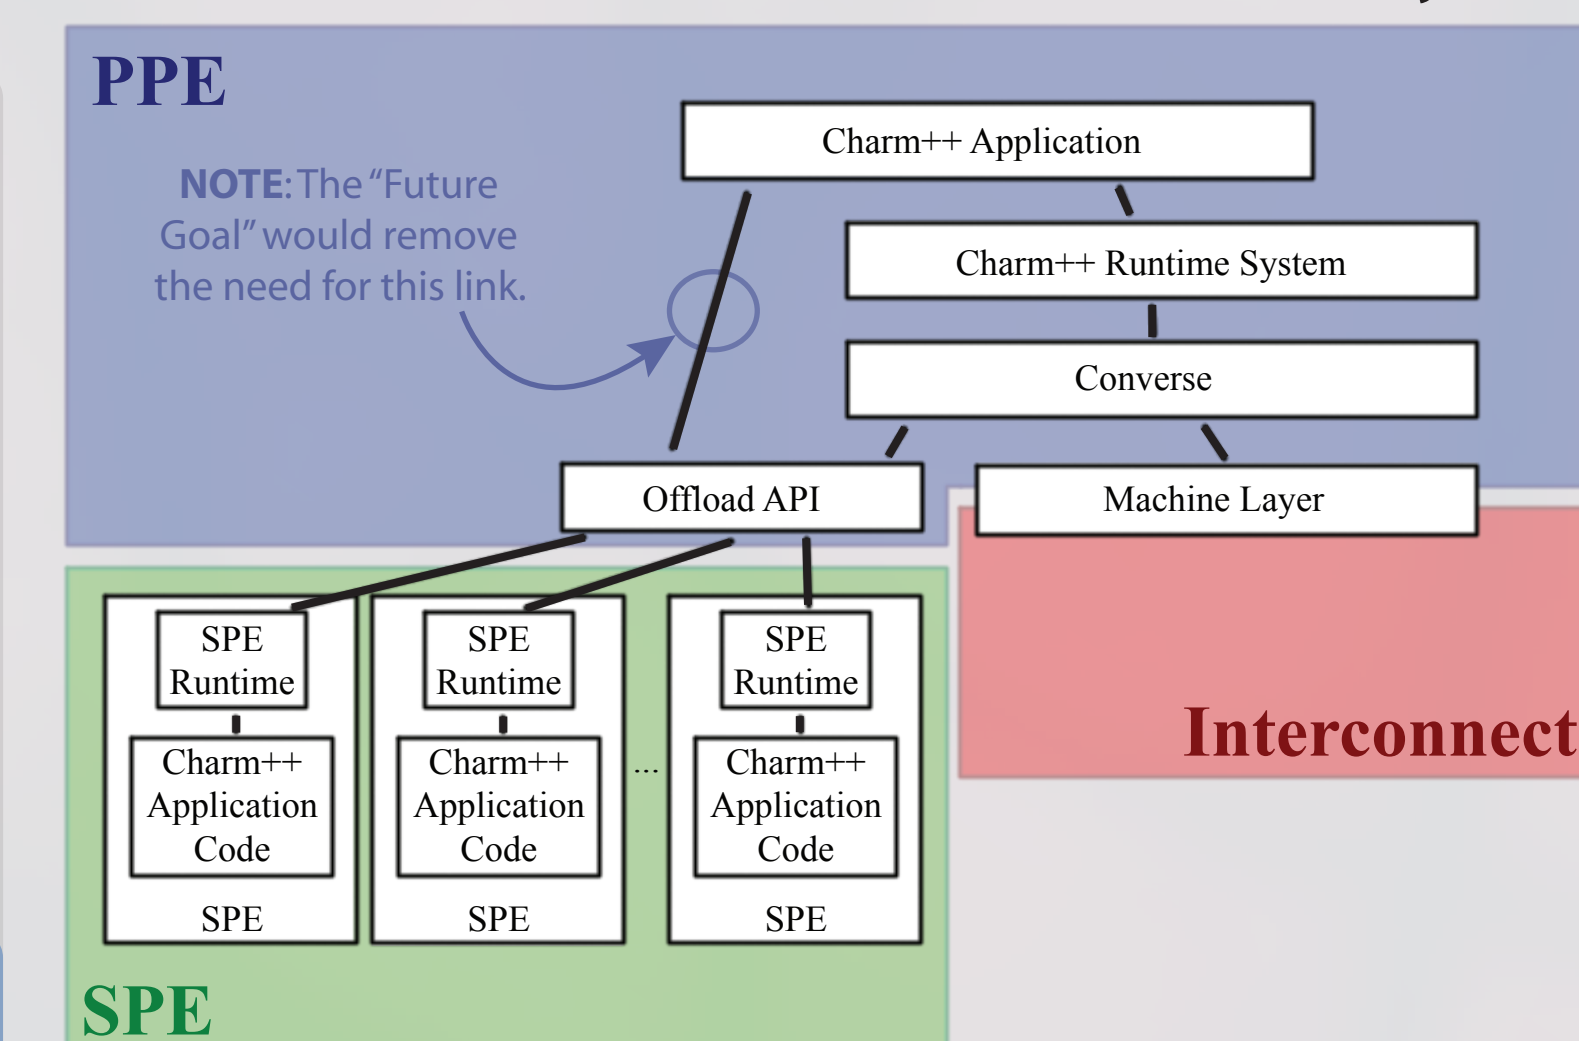 PPE
Charm++ Application
NOTE: The “Future
Goal” would remove
the need for this link.
Charm++ Runtime System
Converse
Offload API
Machine Layer
SPE
Runtime
Charm++
Application
Code
SPE
SPE
Runtime
Charm++
Application
Code
SPE
...
SPE
Runtime
Charm++
Application
Code
SPE
Interconnect
SPE